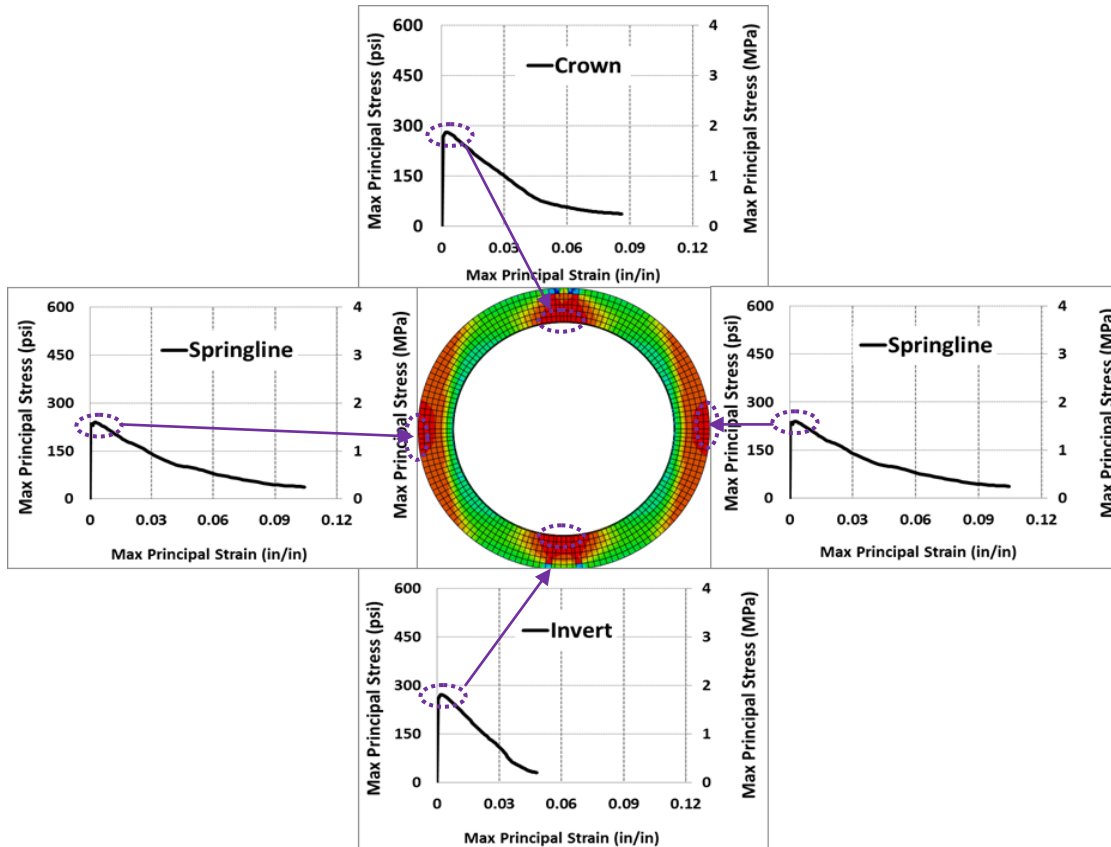 Max Principal Stress (psi)
600
450
300
150
0
Crown
4
3
2
1
0
Max Principal Stress (MPa)
0 0.03 0.06 0.09 0.12
Max Principal Strain (in/in)
Max Principal Stress (psi)
600
450
300
150
0
Springline
4
3
2
1
0
Max Principal Stress (MPa)
0 0.03 0.06 0.09 0.12
Max Principal Strain (in/in)
Max Principal Stress (psi)
600
450
300
150
0
Springline
4
3
2
1
0
Max Principal Stress (MPa)
0 0.03 0.06 0.09 0.12
Max Principal Strain (in/in)
Max Principal Stress (psi)
600
450
300
150
0
Invert
4
3
2
1
0
Max Principal Stress (MPa)
0 0.03 0.06 0.09 0.12
Max Principal Strain (in/in)